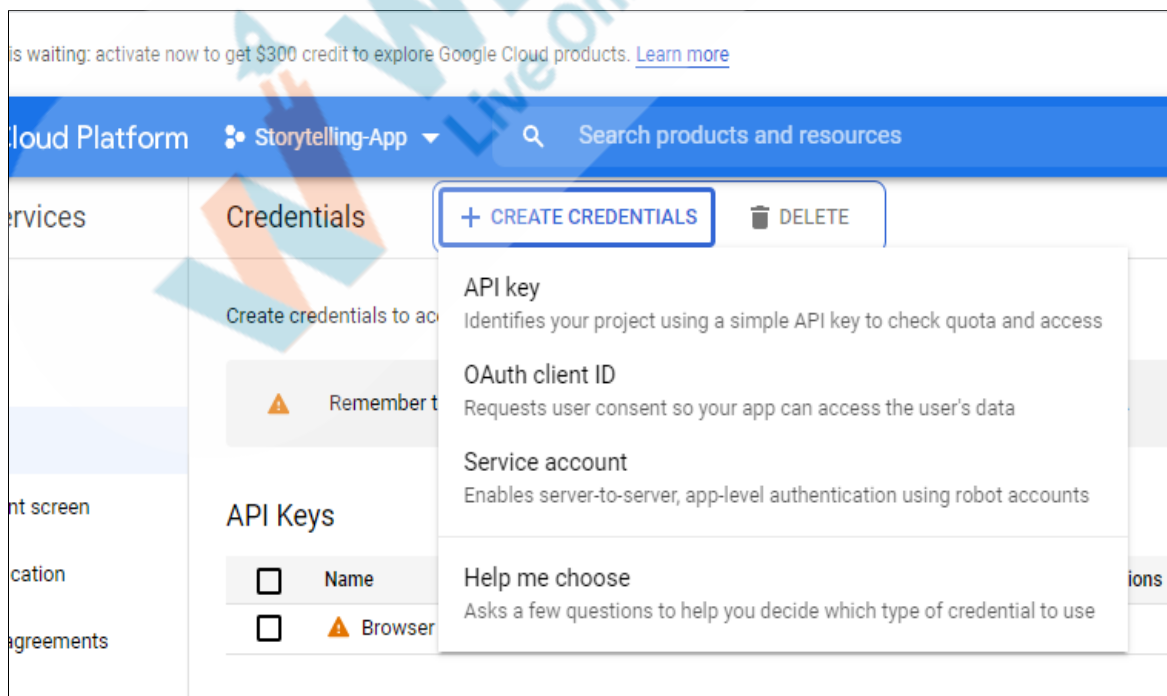 is waiting: activate now to get $300 credit to explore Google Cloud products. Learn more
loud Platform Storytelling-App Search products and resources
ervices Credentials + CREATE CREDENTIALS DELETE
API key
Create credentials to ac Identifies your project using a simple API key to check quota and access
OAuth client ID
Remember t Requests user consent so your app can access the user's data
Service account
Enables server-to-server, app-level authentication using robot accounts
nt screen API Keys
cation Name Help me choose ions
Asks a few questions to help you decide which type of credential to use
Browser
agreements
Live On